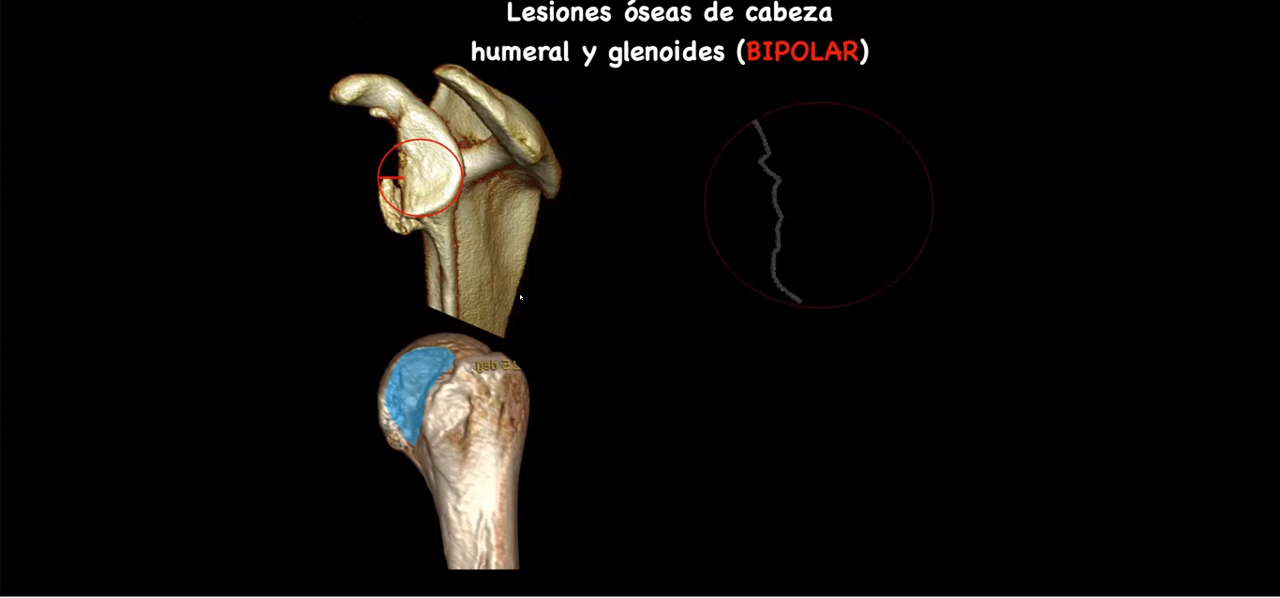 Lesiones óseas de cabeza
humeral y glenoides (BIPOLAR)